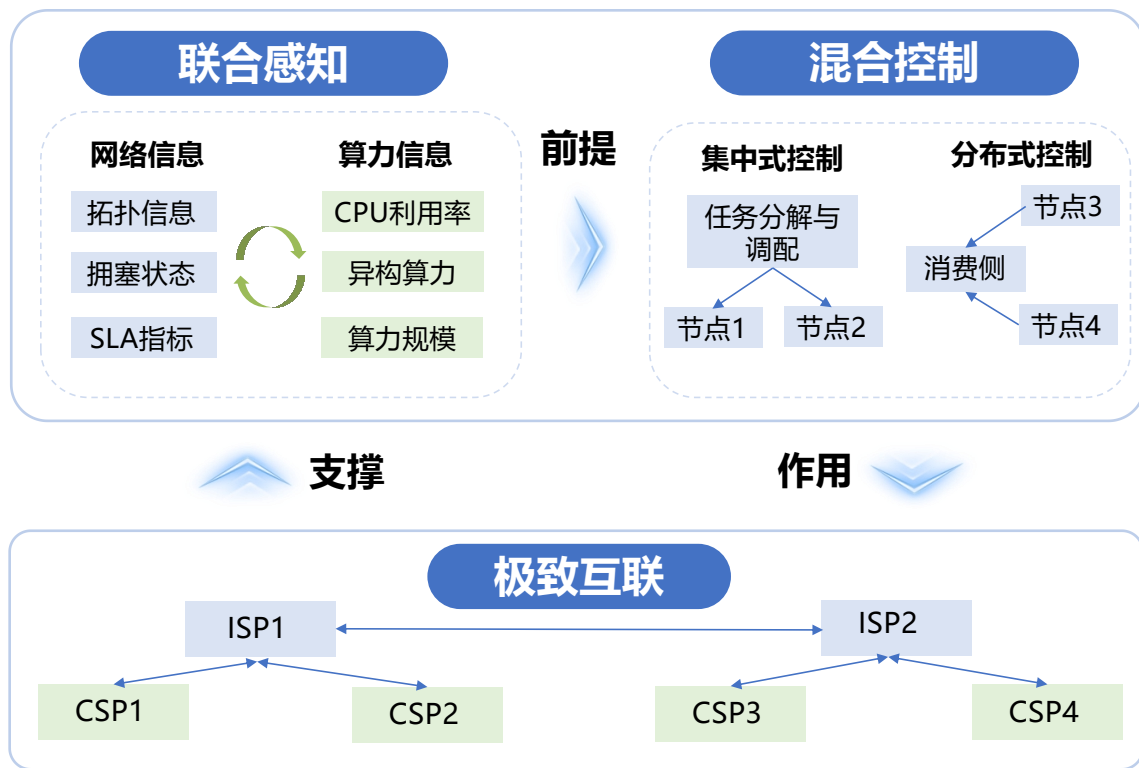 联合感知
网络信息
算力信息
拓扑信息
CPU利用率
拥塞状态
异构算力
SLA指标
算力规模
前提
混合控制
集中式控制
任务分解与
调配
节点1
节点2
分布式控制
节点3
消费侧
节点4
支撑
作用
极致互联
ISP1
ISP2
CSP1
CSP2
CSP3
CSP4